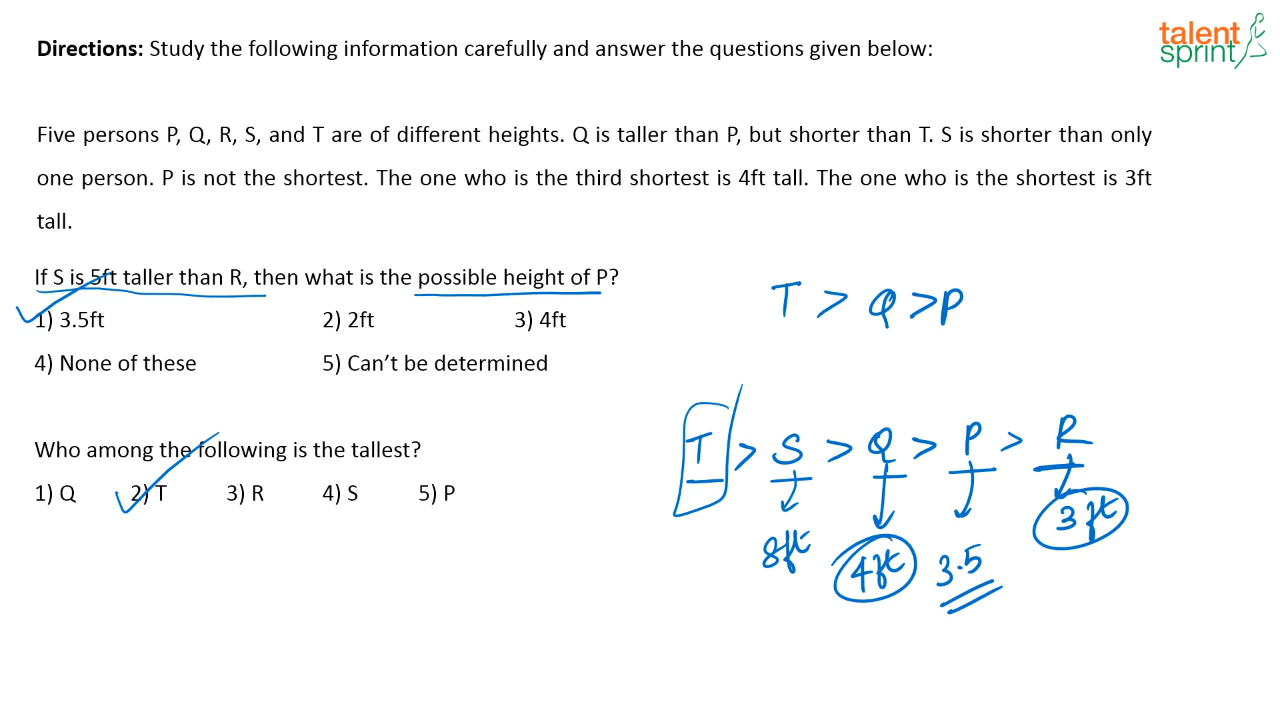 talent
sprint
Directions: Study the following information carefully and answer the questions given below:
Five persons P, Q, R, S, and T are of different heights. Q is taller than P, but shorter than T. S is shorter than only
one person. P is not the shortest. The one who is the third shortest is 4ft tall. The one who is the shortest is 3ft
tall.
If S is 5ft taller than R, then what is the possible height of P?
1) 3.5ft 2) 2ft 3) 4ft
4) None of these 5) Can’t be determined
Who among the following is the tallest?
1) Q 2) T 3) R 4) S 5) P
T > Q > P
T > S > Q > P > R
8ft 4ft 3.5 3ft